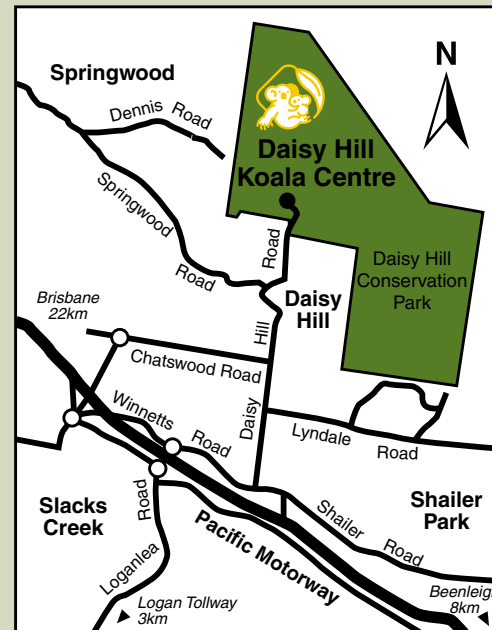 Springwood
N
Dennis Road
Daisy Hill
Koala Centre
Springwood
Road
Road
Daisy Hill
Conservation
Park
Brisbane
22km
Daisy
Hill
Hill
Chatswood Road
Winnetts
Road
Daisy
Lyndale
Road
Slacks
Creek
Road
Shailer
Road
Shailer
Park
Pacific Motorway
Loganlea
Logan Tollway
3km
Beenleig
8km